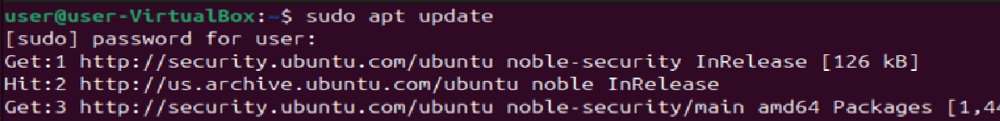 user@user-VirtualBox:~$ sudo apt update
[sudo] password for user:
Get:1 http://security.ubuntu.com/ubuntu noble-security InRelease [126 kB]
Hit:2 http://us.archive.ubuntu.com/ubuntu noble InRelease
Get:3 http://security.ubuntu.com/ubuntu noble-security/main amd64 Packages [1,44